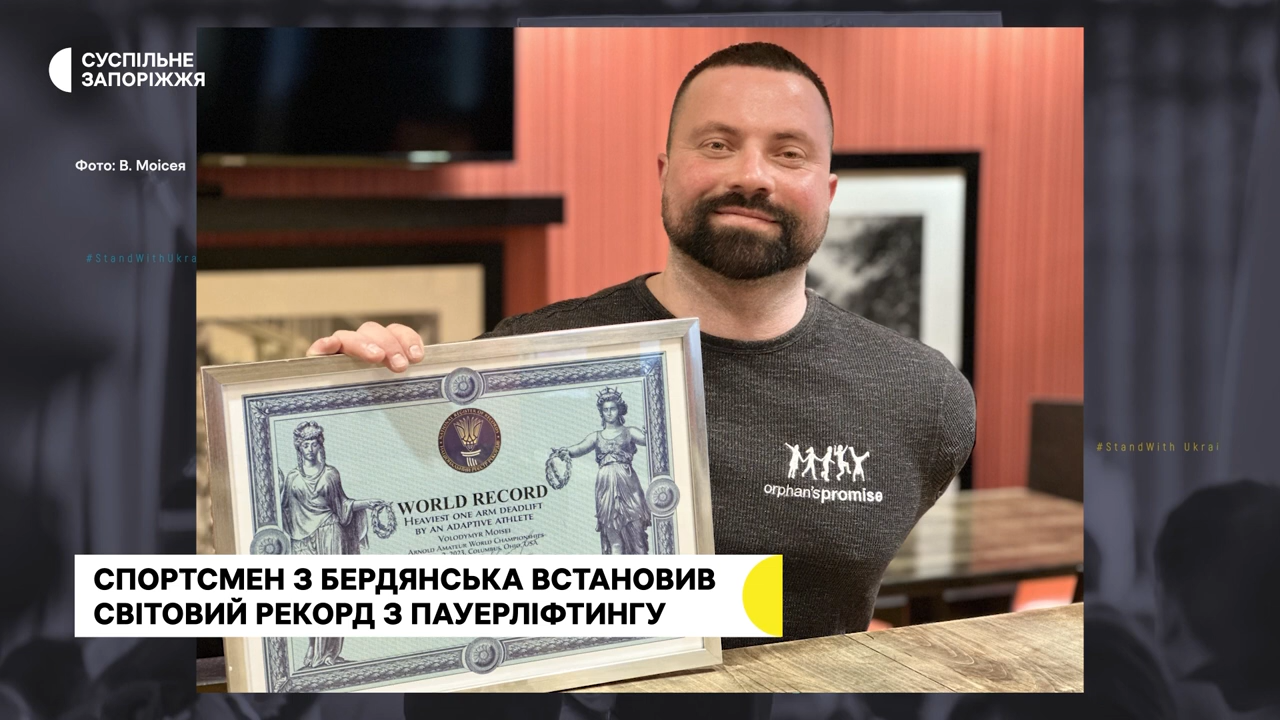 СУСПІЛЬНЕ
ЗАПОРІЖЖЯ
Фото: В. Моісея
#StandWithUkra
#StandWith Ukrai
orphan'spromise
WORLD RECORD
HEAVIEST ONE ARM DEADLIFT
BY AN ADAPTIVE ATHLETE
VOLODYMYR MOISEI
ARNOLD AMATEUR WORLD CHAMPIONSHIPS
2023, COLUMBUS, OHIO, USA
СПОРТСМЕН З БЕРДЯНСЬКА ВСТАНОВИВ
СВІТОВИЙ РЕКОРД З ПАУЕРЛІФТИНГУ